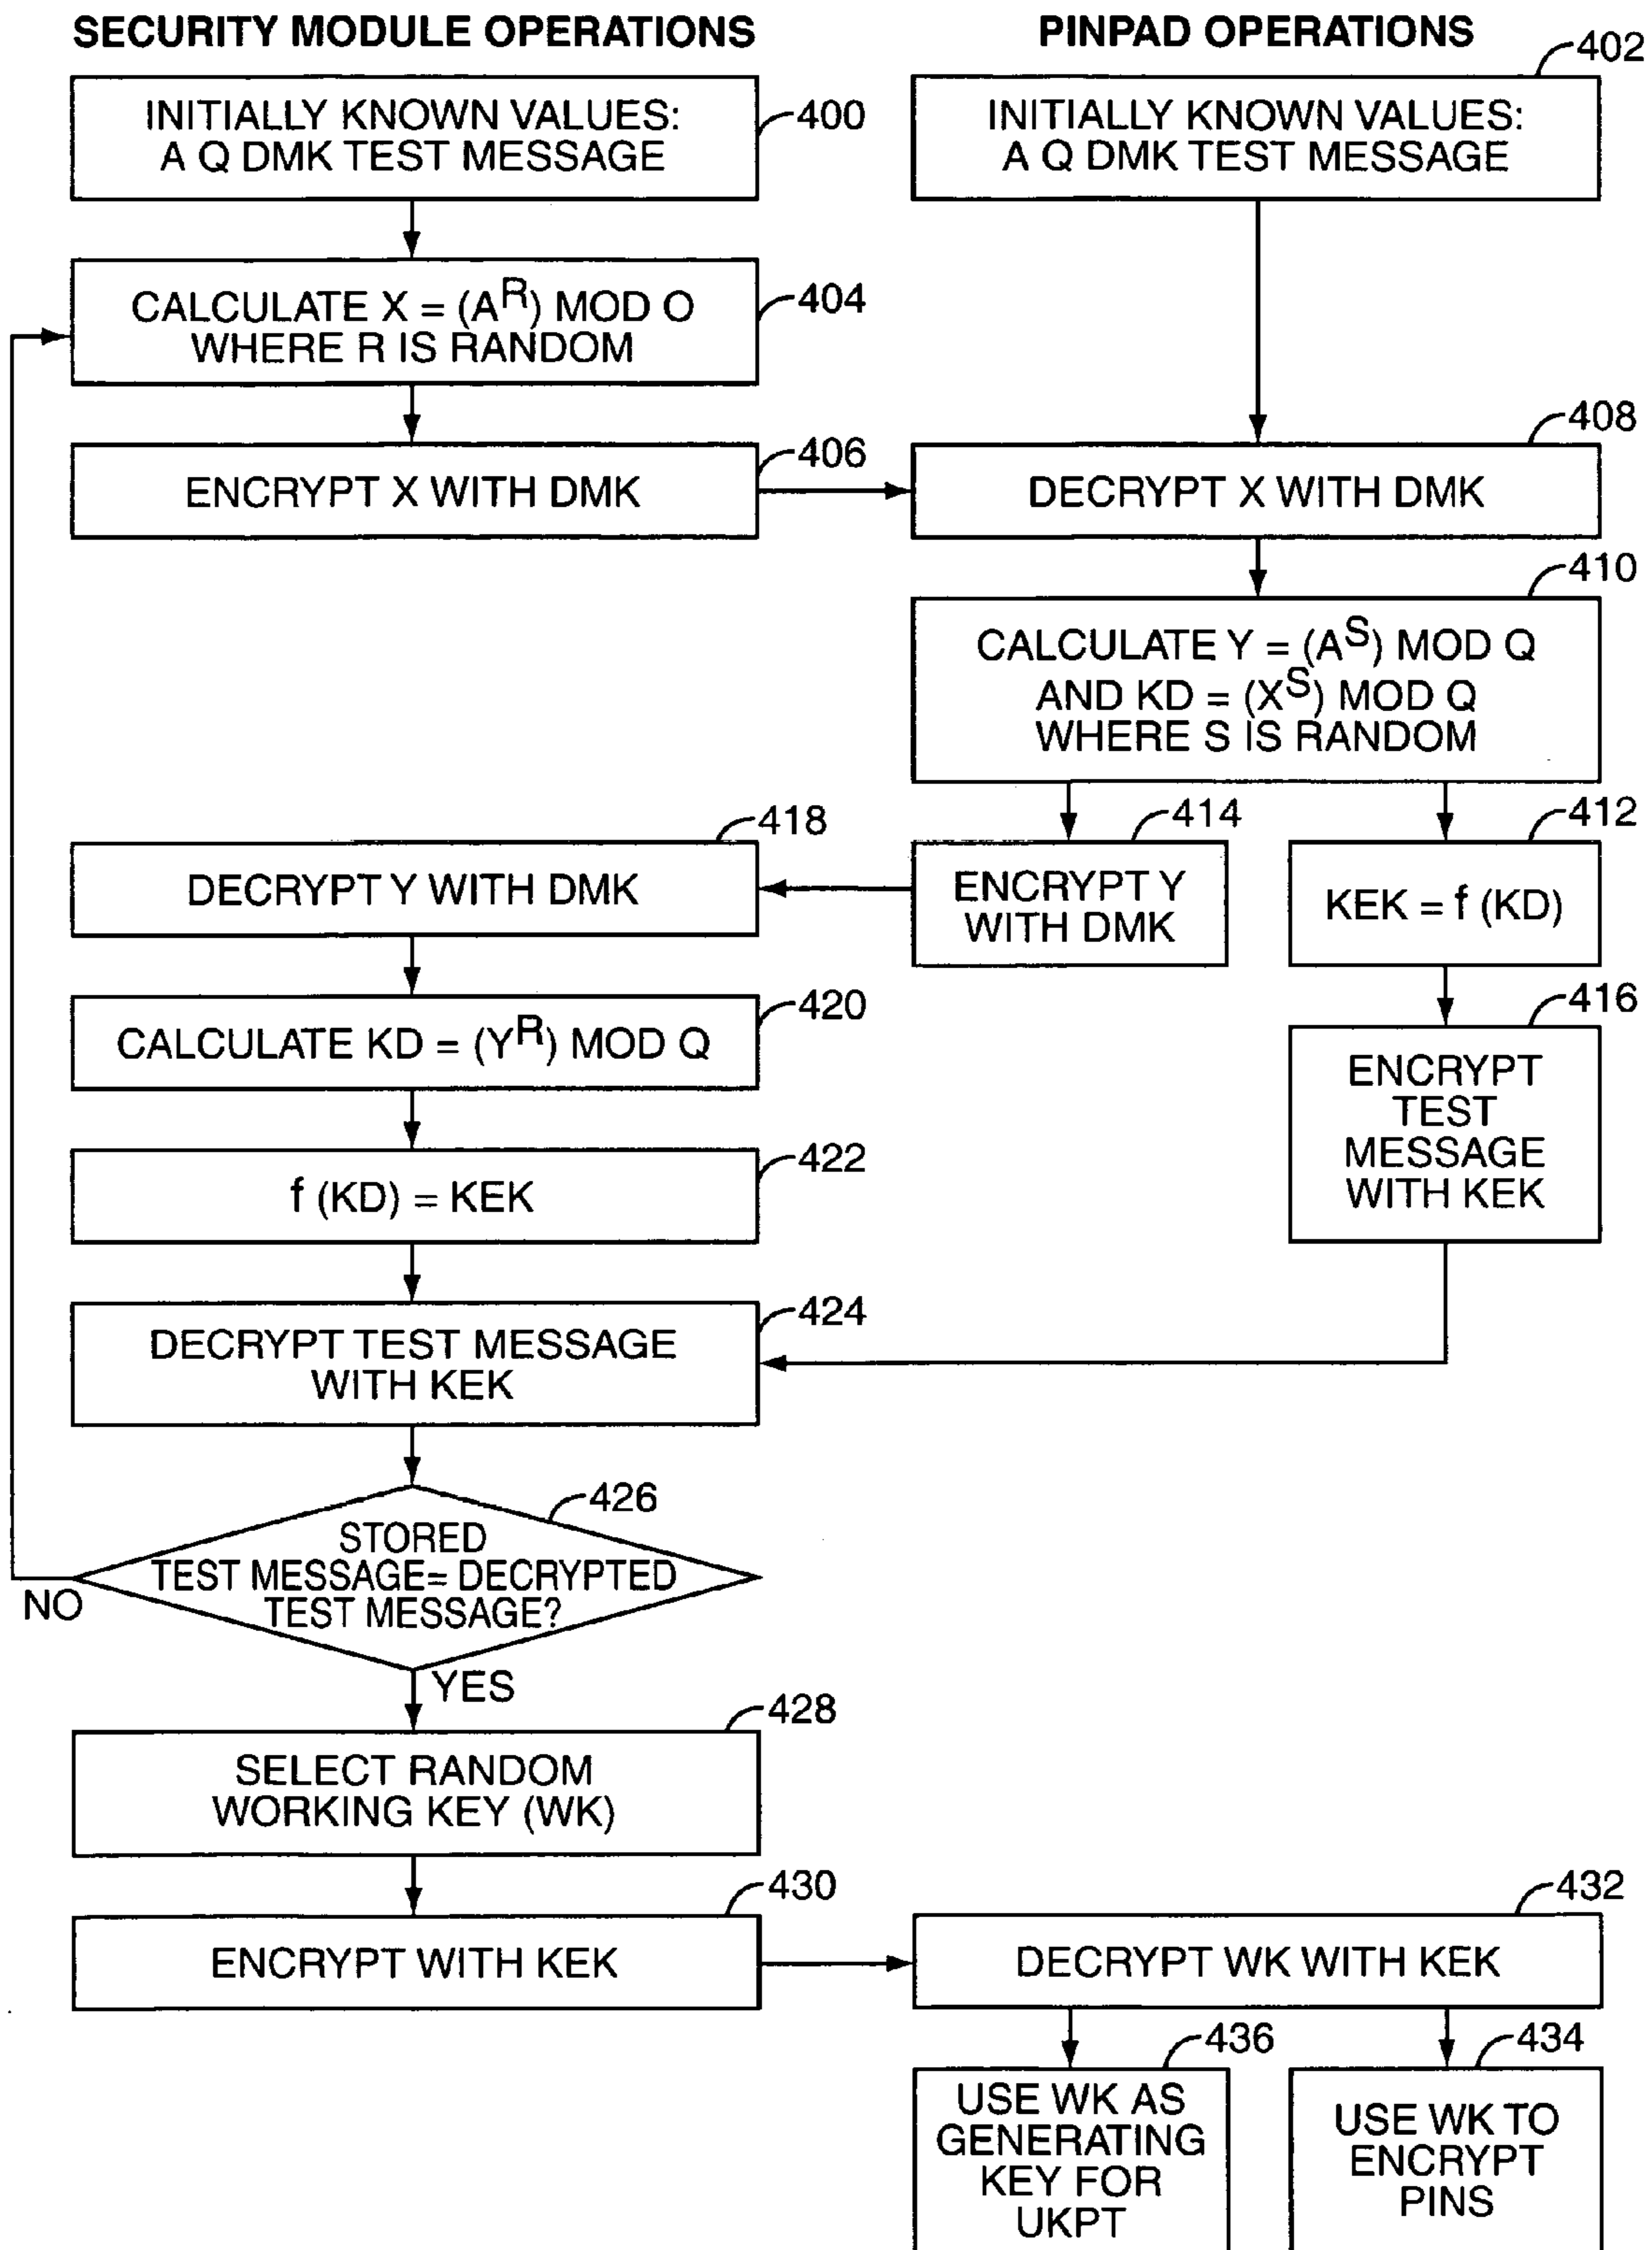 SECURITY MODULE OPERATIONS
PINPAD OPERATIONS
402
INITIALLY KNOWN VALUES:
A Q DMK TEST MESSAGE
400
INITIALLY KNOWN VALUES:
A Q DMK TEST MESSAGE
CALCULATE X = (A^R) MOD O
WHERE R IS RANDOM
404
406
ENCRYPT X WITH DMK
408
DECRYPT X WITH DMK
410
CALCULATE Y = (A^S) MOD Q
AND KD = (X^S) MOD Q
WHERE S IS RANDOM
418
DECRYPT Y WITH DMK
414
ENCRYPT Y
WITH DMK
412
KEK = f (KD)
420
CALCULATE KD = (Y^R) MOD Q
416
ENCRYPT
TEST
MESSAGE
WITH KEK
422
f (KD) = KEK
424
DECRYPT TEST MESSAGE
WITH KEK
426
STORED
TEST MESSAGE= DECRYPTED
TEST MESSAGE?
NO
YES
428
SELECT RANDOM
WORKING KEY (WK)
430
ENCRYPT WITH KEK
432
DECRYPT WK WITH KEK
436
USE WK AS
GENERATING
KEY FOR
UKPT
434
USE WK TO
ENCRYPT
PINS